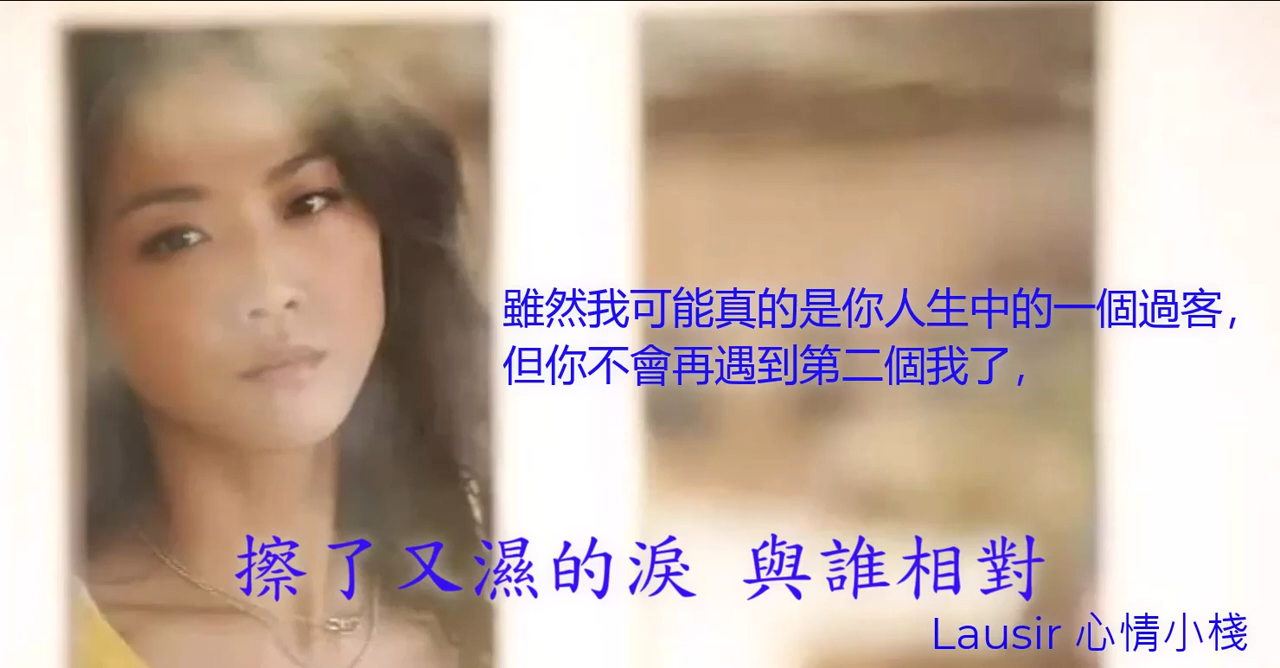 雖然我可能真的是你人生中的一個過客，
但你不會再遇到第二個我了，
擦了又濕的淚 與誰相對
Lausir 心情小棧